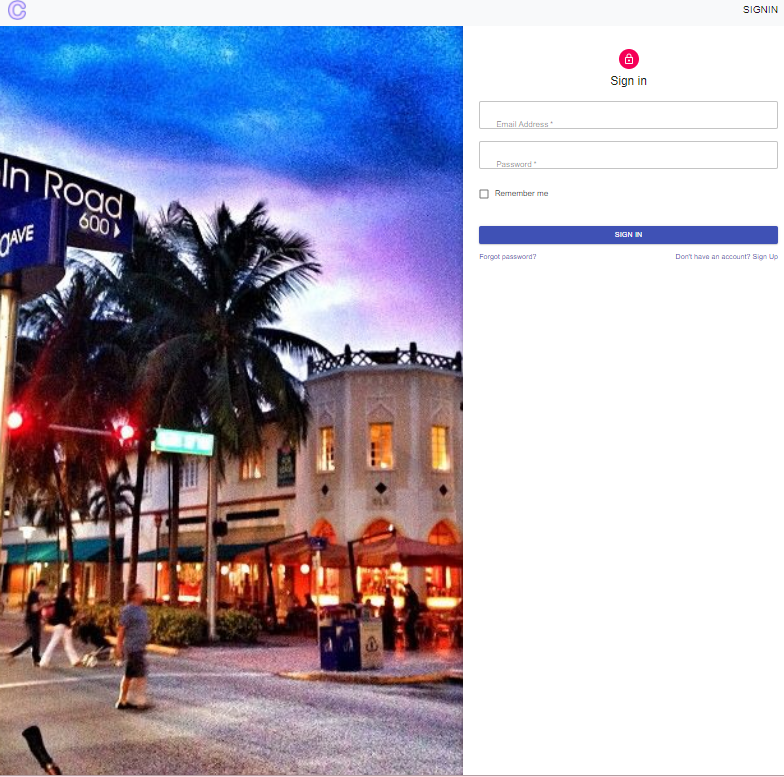 SIGNIN
Sign in
Email Address *
Password *
Remember me
SIGN IN
Forgot password?
Don't have an account? Sign Up
ln Road
600
AVE